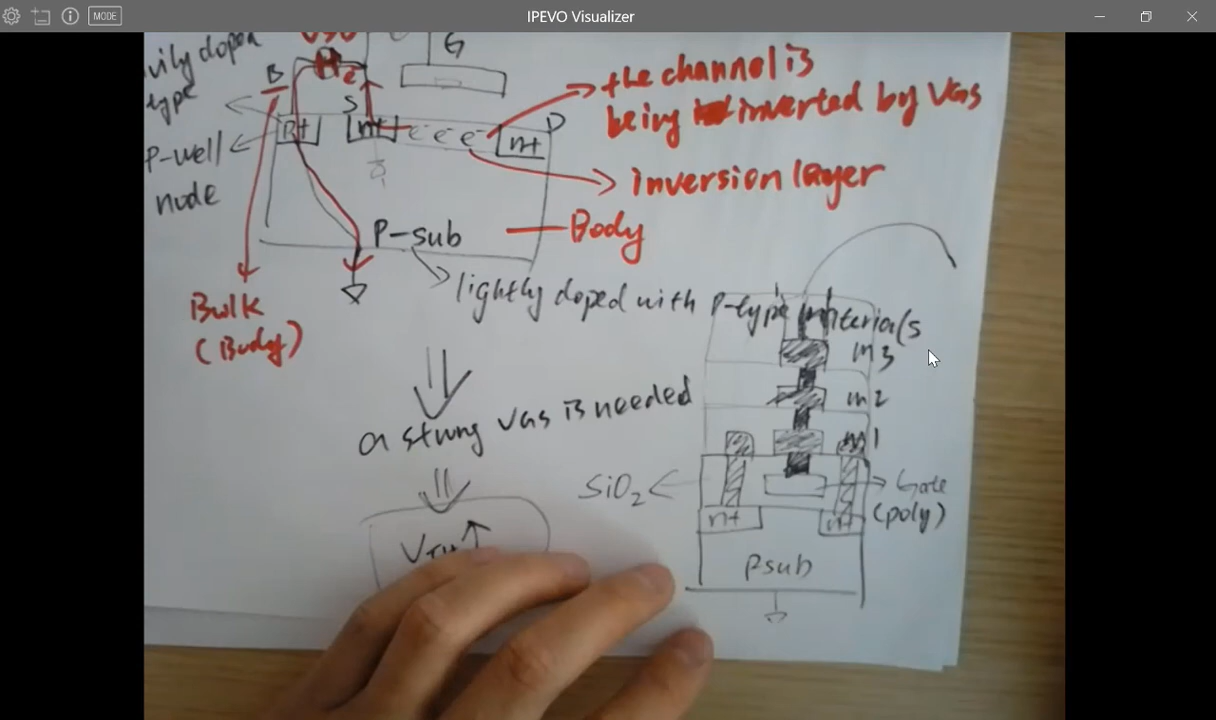 IPEVO Visualizer
MODE
vily doped
type
P-well
node
B
P+
S
n+
e- e- e-
G
n+
D
the channel is
being inverted by VGS
inversion layer
P-sub
Body
Bulk
(Body)
lightly doped with P-type materials
a strong VGS is needed
VTH ↑
m3
m2
m1
SiO2
Gate
(poly)
n+
n+
Psub